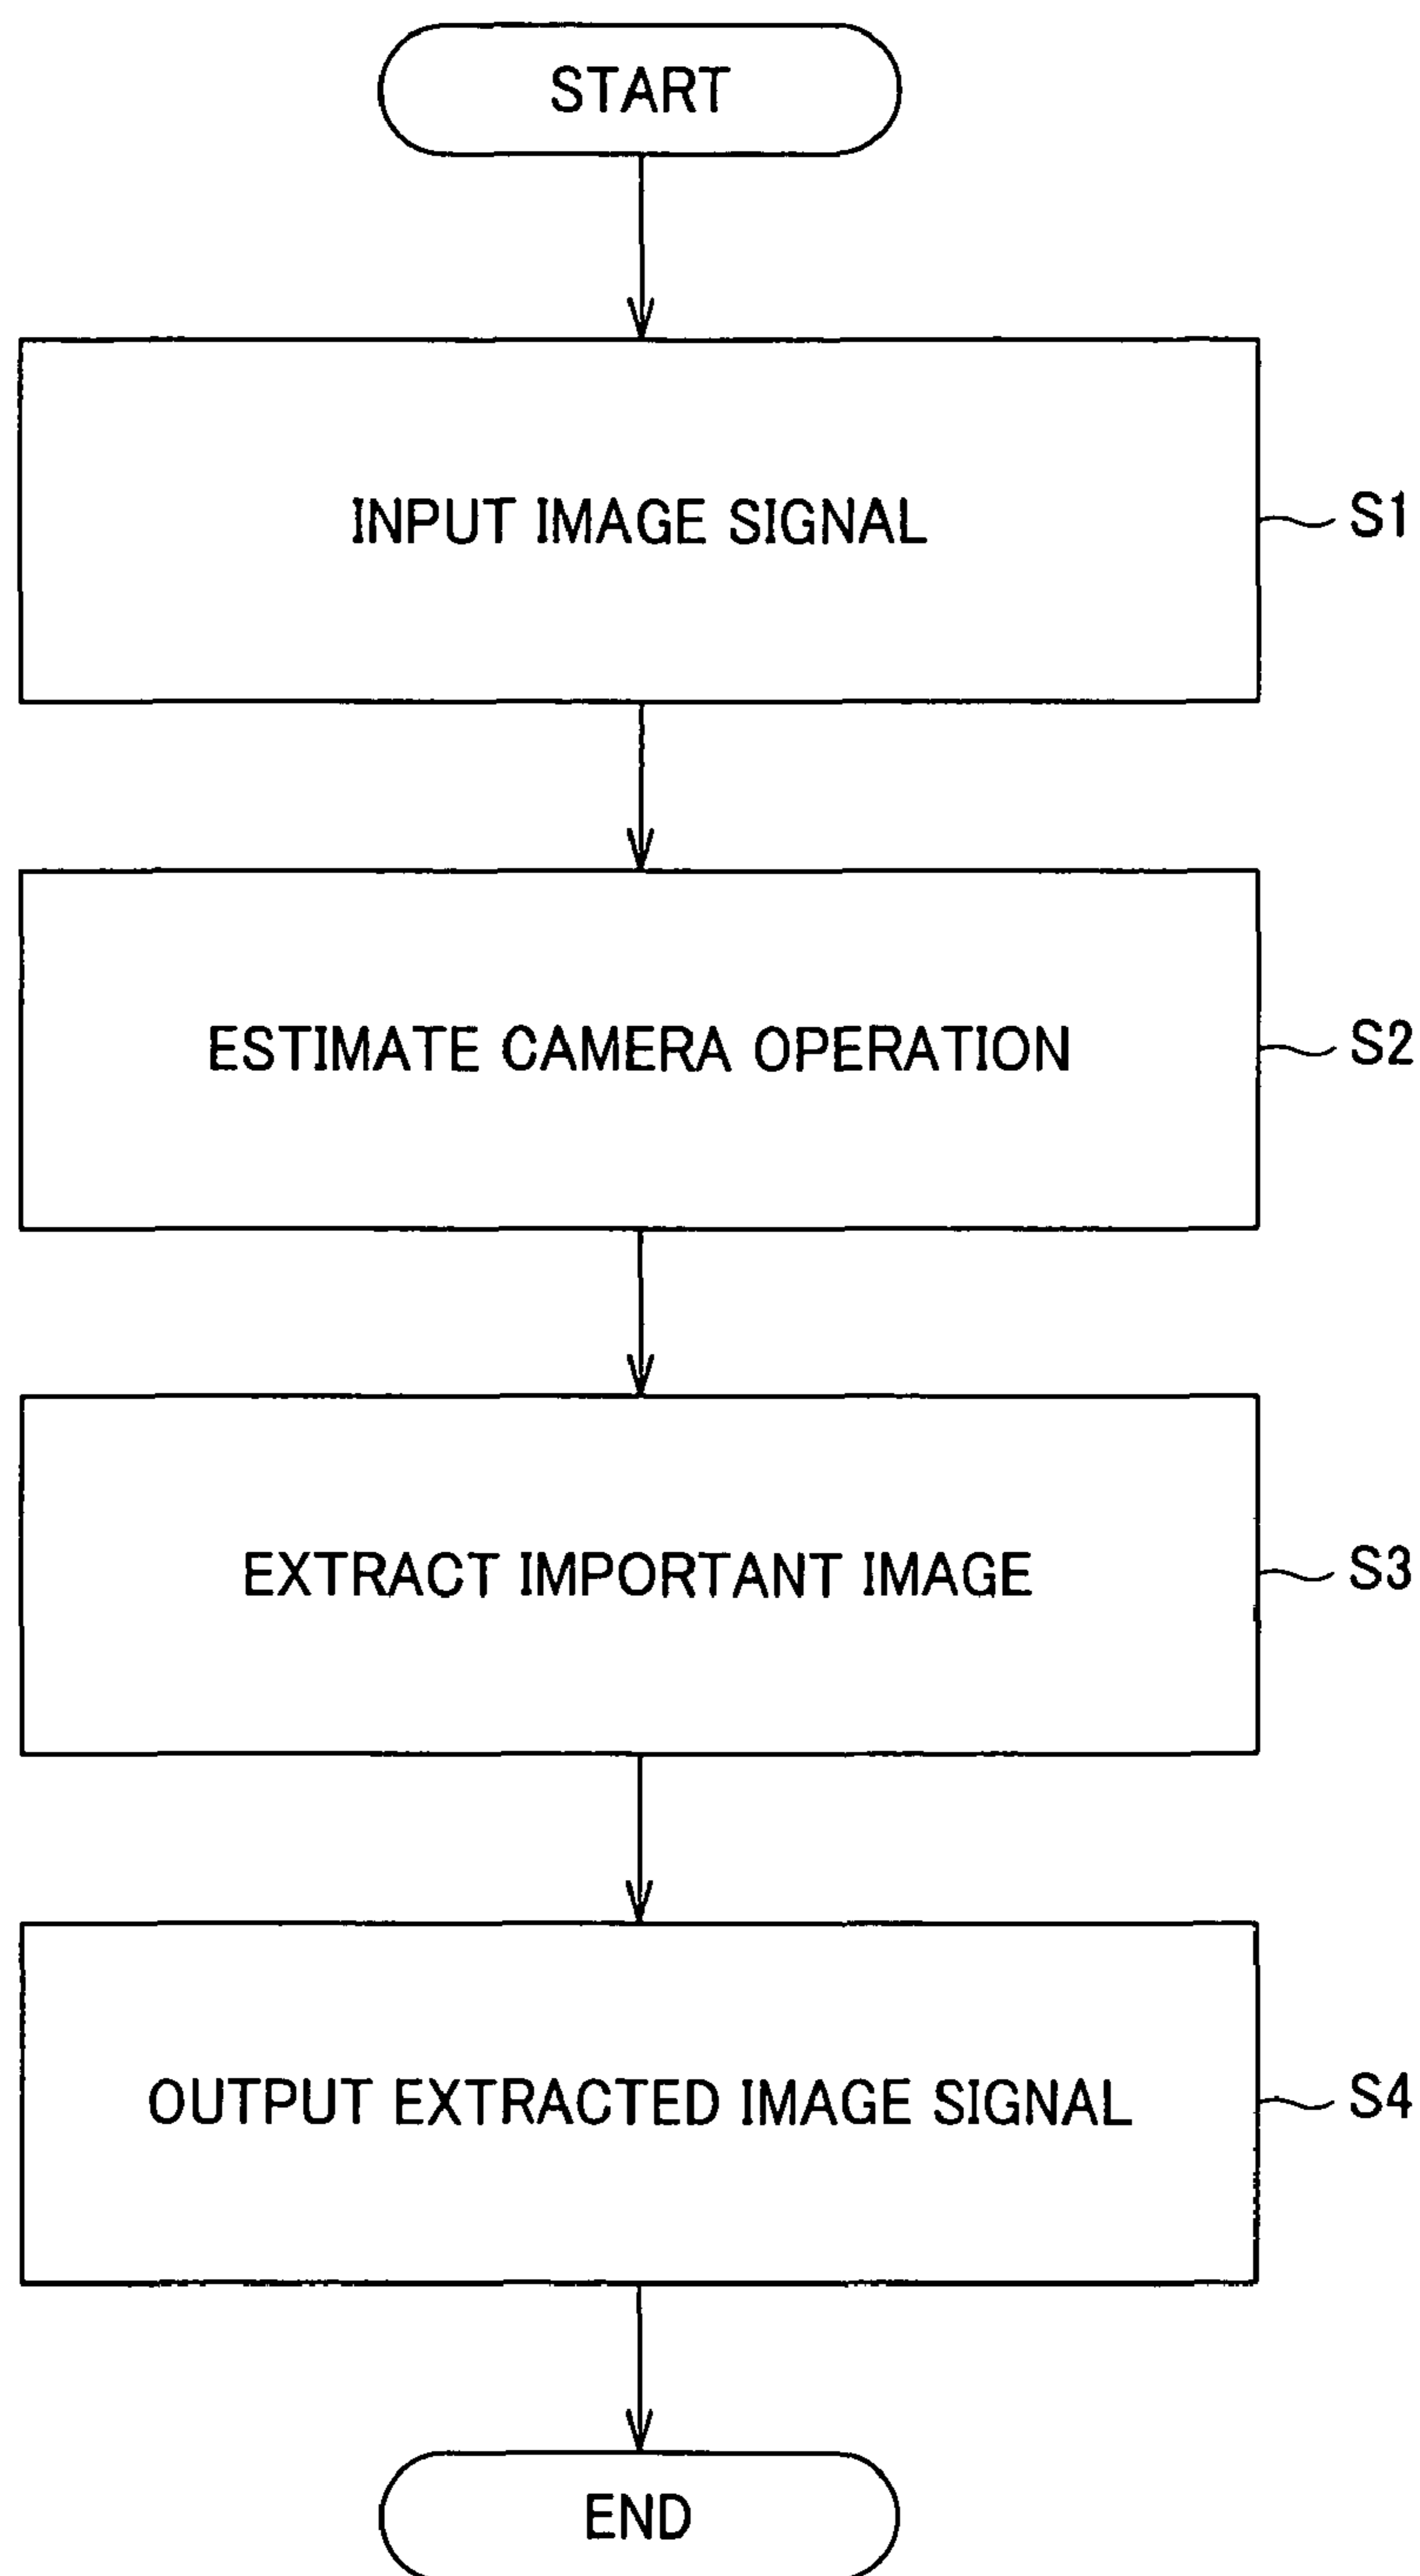 START
INPUT IMAGE SIGNAL
S1
ESTIMATE CAMERA OPERATION
S2
EXTRACT IMPORTANT IMAGE
S3
OUTPUT EXTRACTED IMAGE SIGNAL
S4
END